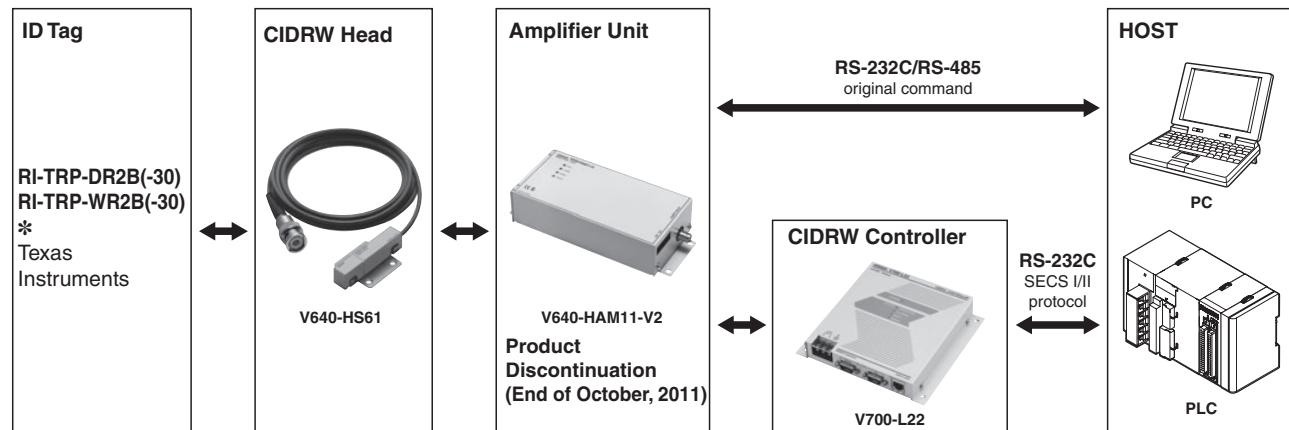 ID Tag
RI-TRP-DR2B(-30)
RI-TRP-WR2B(-30)
*
Texas
Instruments
CIDRW Head
V640-HS61
Amplifier Unit
V640-HAM11-V2
Product
Discontinuation
(End of October, 2011)
RS-232C/RS-485
original command
CIDRW Controller
V700-L22
RS-232C
SECS I/II
protocol
HOST
PC
PLC